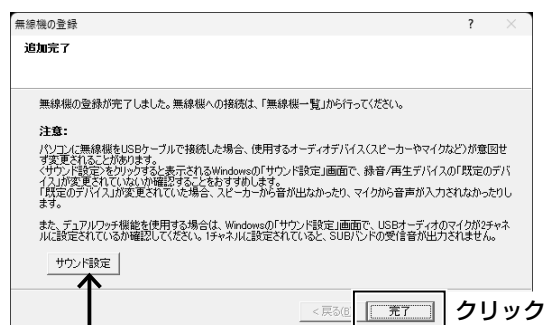 無線機の登録
?
追加完了
無線機の登録が完了しました。無線機への接続は、「無線機一覧」から行ってください。
注意:
パソコンに無線機をUSBケーブルで接続した場合、使用するオーディオデバイス(スピーカーやマイクなど)が意図せ
ず変更されることがあります。
<サウンド設定>をクリックすると表示されるWindowsの「サウンド設定」画面で、録音/再生デバイスの「既定のデバ
イス」が変更されていないか確認することをおすすめします。
「既定のデバイス」が変更されていた場合、スピーカーから音が出なかったり、マイクから音声が入力されなかったりし
ます。
また、デュアルワッチ機能を使用する場合は、Windowsの「サウンド設定」画面で、USBオーディオのマイクが2チャネ
ルに設定されているか確認してください。1チャネルに設定されていると、SUBバンドの受信音が出力されません。
サウンド設定
< 戻る(B)
完了
クリック